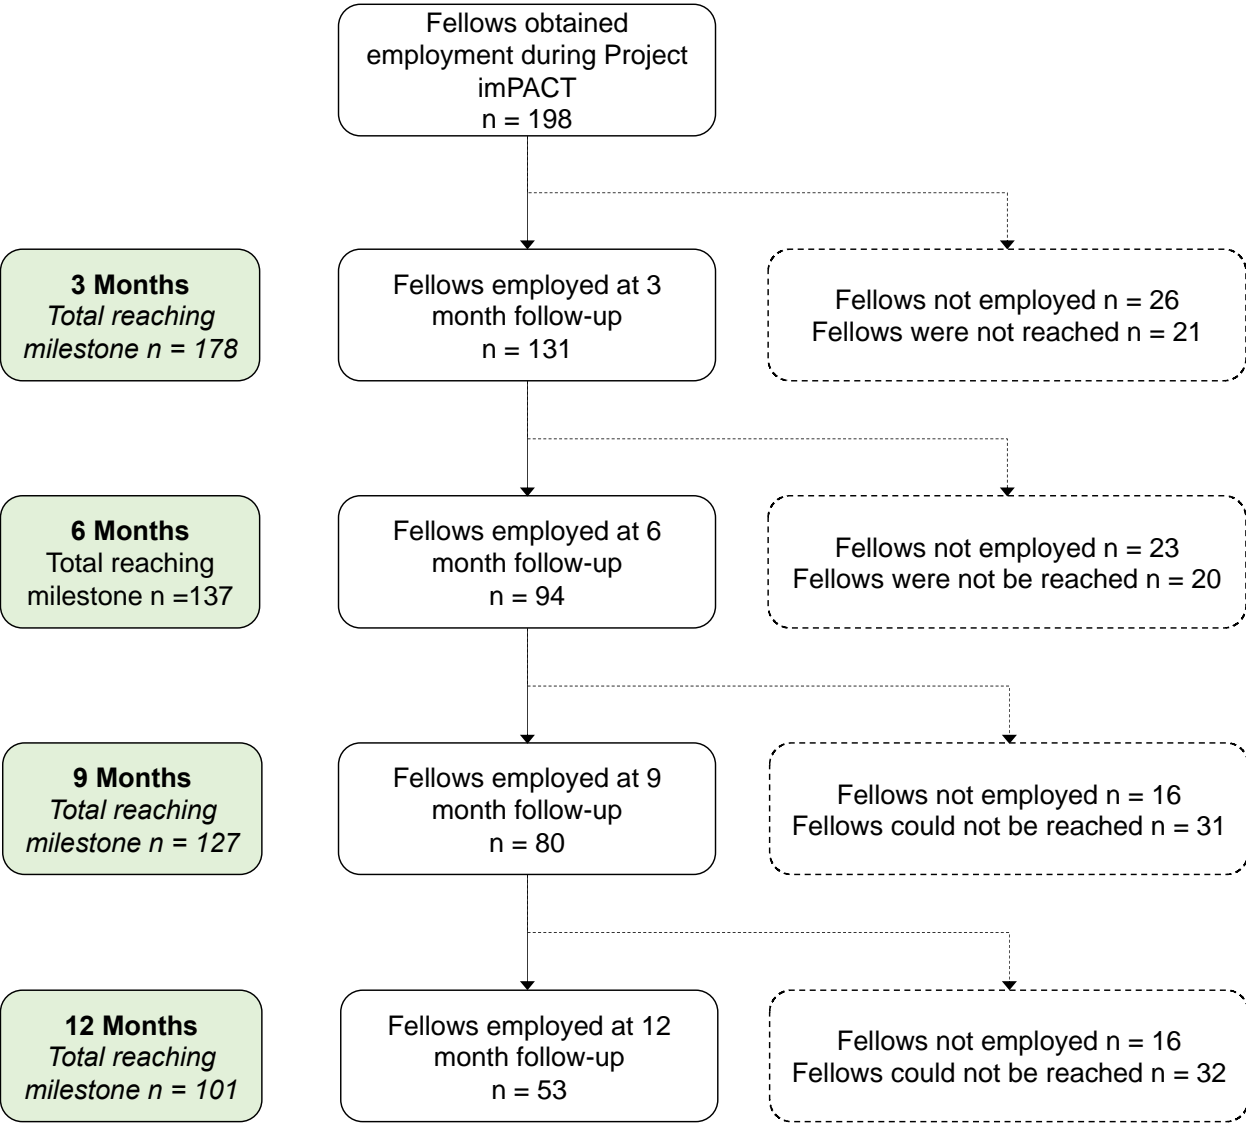 Fellows obtained
employment during Project
imPACT
n = 198
3 Months
Total reaching
milestone n = 178
Fellows employed at 3
month follow-up
n = 131
Fellows not employed n = 26
Fellows were not reached n = 21
6 Months
Total reaching
milestone n =137
Fellows employed at 6
month follow-up
n = 94
Fellows not employed n = 23
Fellows were not be reached n = 20
9 Months
Total reaching
milestone n = 127
Fellows employed at 9
month follow-up
n = 80
Fellows not employed n = 16
Fellows could not be reached n = 31
12 Months
Total reaching
milestone n = 101
Fellows employed at 12
month follow-up
n = 53
Fellows not employed n = 16
Fellows could not be reached n = 32